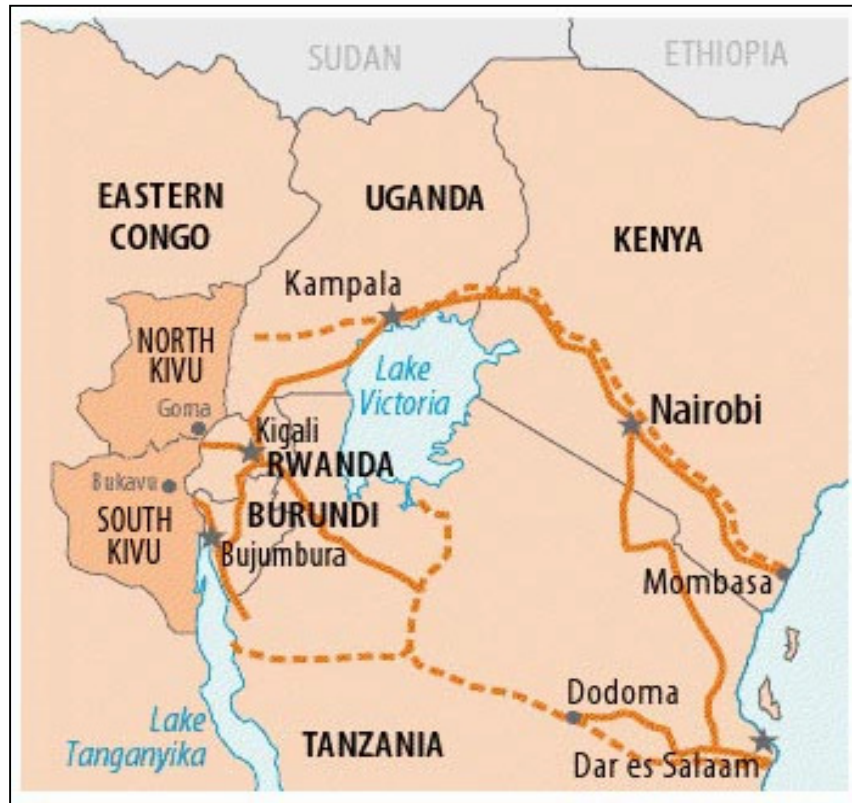 SUDAN
ETHIOPIA
EASTERN
CONGO
UGANDA
KENYA
Kampala
NORTH
KIVU
Lake
Victoria
Goma
Kigali
Nairobi
RWANDA
Bukavu
SOUTH
KIVU
BURUNDI
Bujumbura
Mombasa
Dodoma
Lake
Tanganyika
TANZANIA
Dar es Salaam